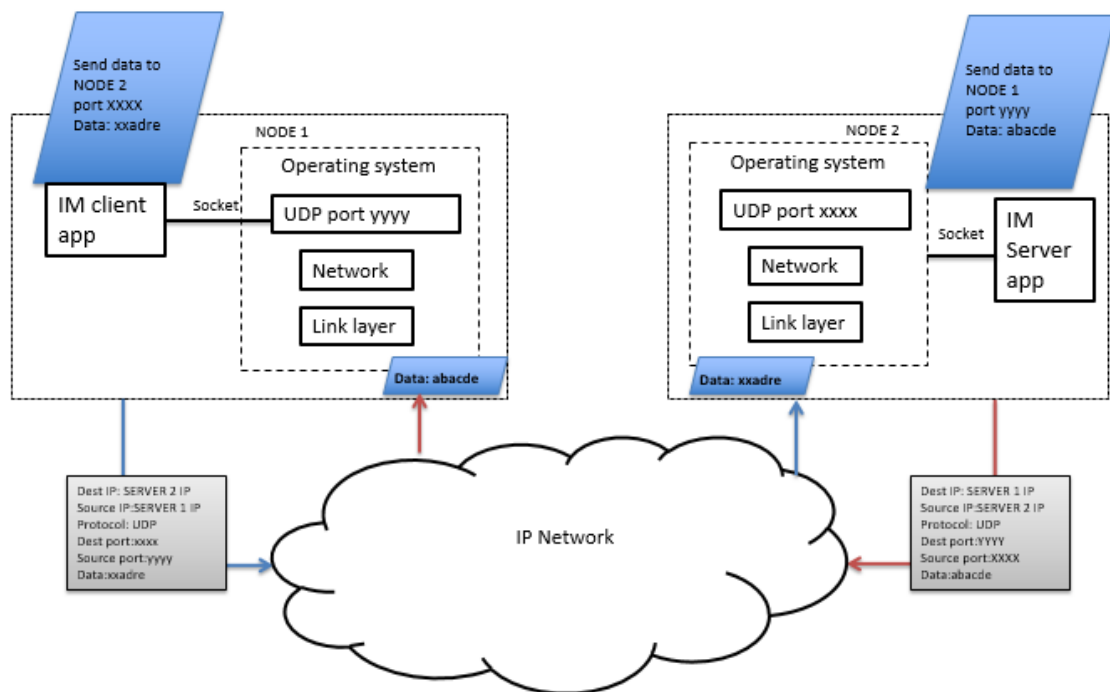 Send data to
NODE 2
port XXXX
Data: xxadre
NODE 1
Operating system
IM client
app
Socket
UDP port yyyy
Network
Link layer
Data: abacde
Send data to
NODE 1
port yyyy
Data: abacde
NODE 2
Operating system
UDP port xxxx
Socket
IM
Server
app
Network
Link layer
Data: xxadre
Dest IP: SERVER 2 IP
Source IP:SERVER 1 IP
Protocol: UDP
Dest port:xxxx
Source port:yyyy
Data:xxadre
IP Network
Dest IP: SERVER 1 IP
Source IP:SERVER 2 IP
Protocol: UDP
Dest port:YYYY
Source port:XXXX
Data:abacde